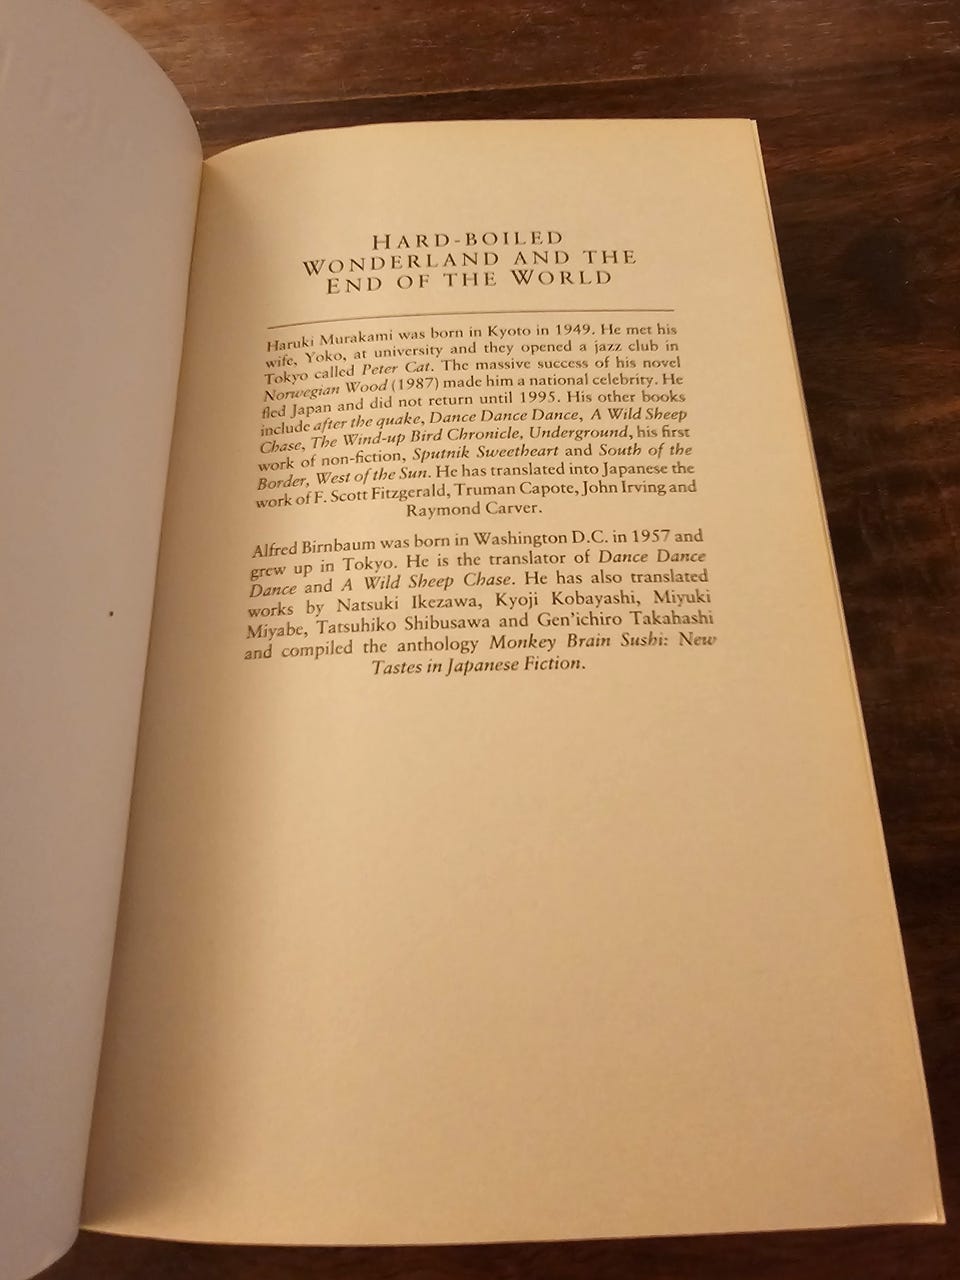 HARD-BOILED
WONDERLAND AND THE
END OF THE WORLD
Haruki Murakami was born in Kyoto in 1949. He met his
wife, Yoko, at university and they opened a jazz club in
Tokyo called Peter Cat. The massive success of his novel
Norwegian Wood (1987) made him a national celebrity. He
fled Japan and did not return until 1995. His other books
include after the quake, Dance Dance Dance, A Wild Sheep
Chase, The Wind-up Bird Chronicle, Underground, his first
work of non-fiction, Sputnik Sweetheart and South of the
Border, West of the Sun. He has translated into Japanese the
work of F. Scott Fitzgerald, Truman Capote, John Irving and
Raymond Carver.
Alfred Birnbaum was born in Washington D.C. in 1957 and
grew up in Tokyo. He is the translator of Dance Dance
Dance and A Wild Sheep Chase. He has also translated
works by Natsuki Ikezawa, Kyoji Kobayashi, Miyuki
Miyabe, Tatsuhiko Shibusawa and Gen'ichiro Takahashi
and compiled the anthology Monkey Brain Sushi: New
Tastes in Japanese Fiction.